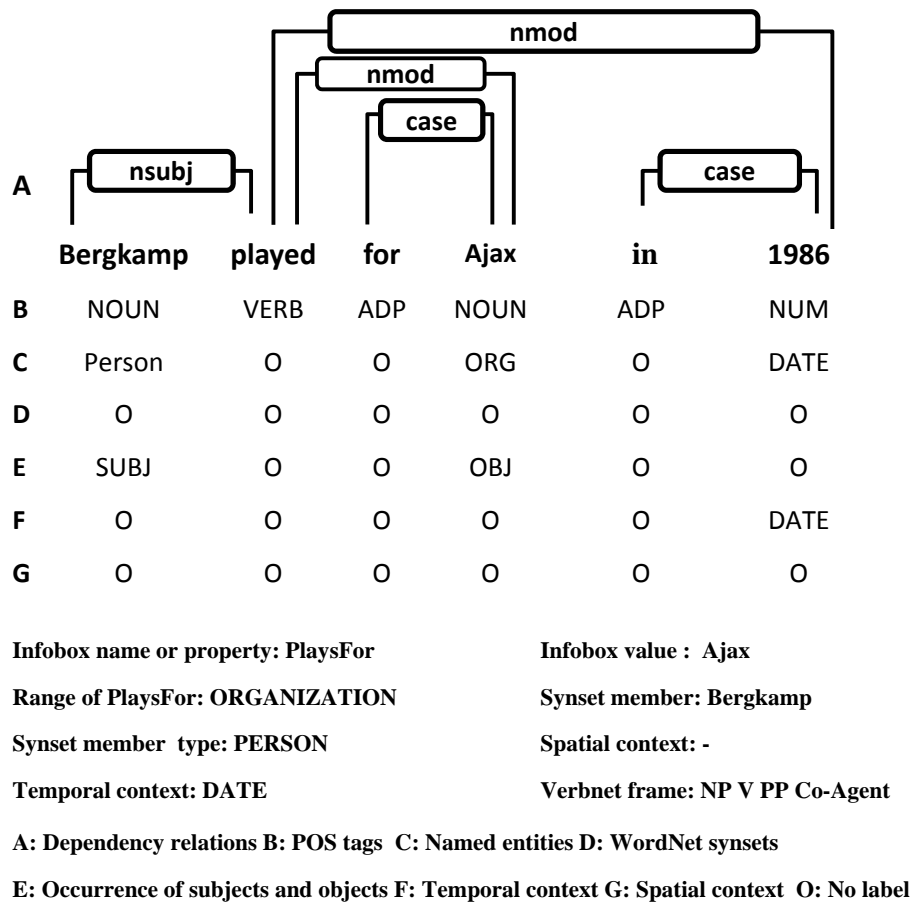 nmod
nmod
case
A nsubj case
Bergkamp played for Ajax in 1986
B NOUN VERB ADP NOUN ADP NUM
C Person O O ORG O DATE
D O O O O O O
E SUBJ O O OBJ O O
F O O O O O DATE
G O O O O O O
Infobox name or property: PlaysFor Infobox value : Ajax
Range of PlaysFor: ORGANIZATION Synset member: Bergkamp
Synset member type: PERSON Spatial context: -
Temporal context: DATE Verbnet frame: NP V PP Co-Agent
A: Dependency relations B: POS tags C: Named entities D: WordNet synsets
E: Occurrence of subjects and objects F: Temporal context G: Spatial context O: No label